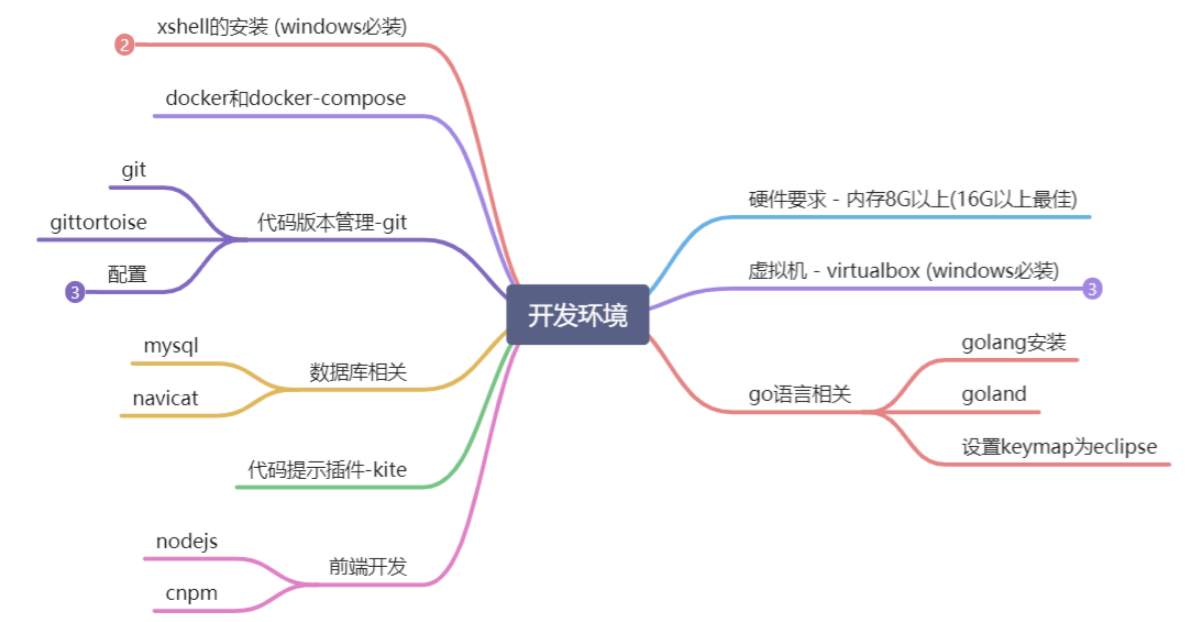 xshell的安装 (windows必装)
2
docker和docker-compose
git
gittortoise
代码版本管理-git
配置
3
mysql
数据库相关
navicat
代码提示插件-kite
nodejs
前端开发
cnpm
开发环境
硬件要求 - 内存8G以上(16G以上最佳)
虚拟机 - virtualbox (windows必装)
3
go语言相关
golang安装
goland
设置keymap为eclipse